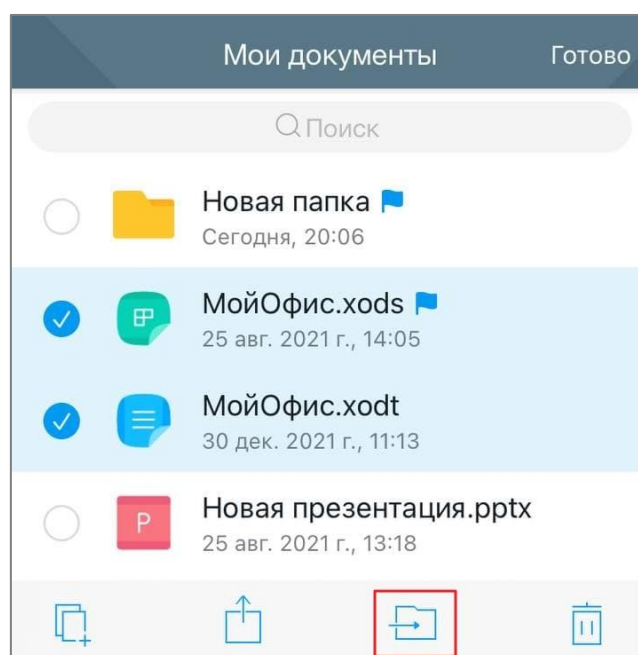 Мои документы Готово
Поиск
Новая папка
Сегодня, 20:06
МойОфис.xods
25 авг. 2021 г., 14:05
МойОфис.xodt
30 дек. 2021 г., 11:13
P
Новая презентация.pptx
25 авг. 2021 г., 13:18